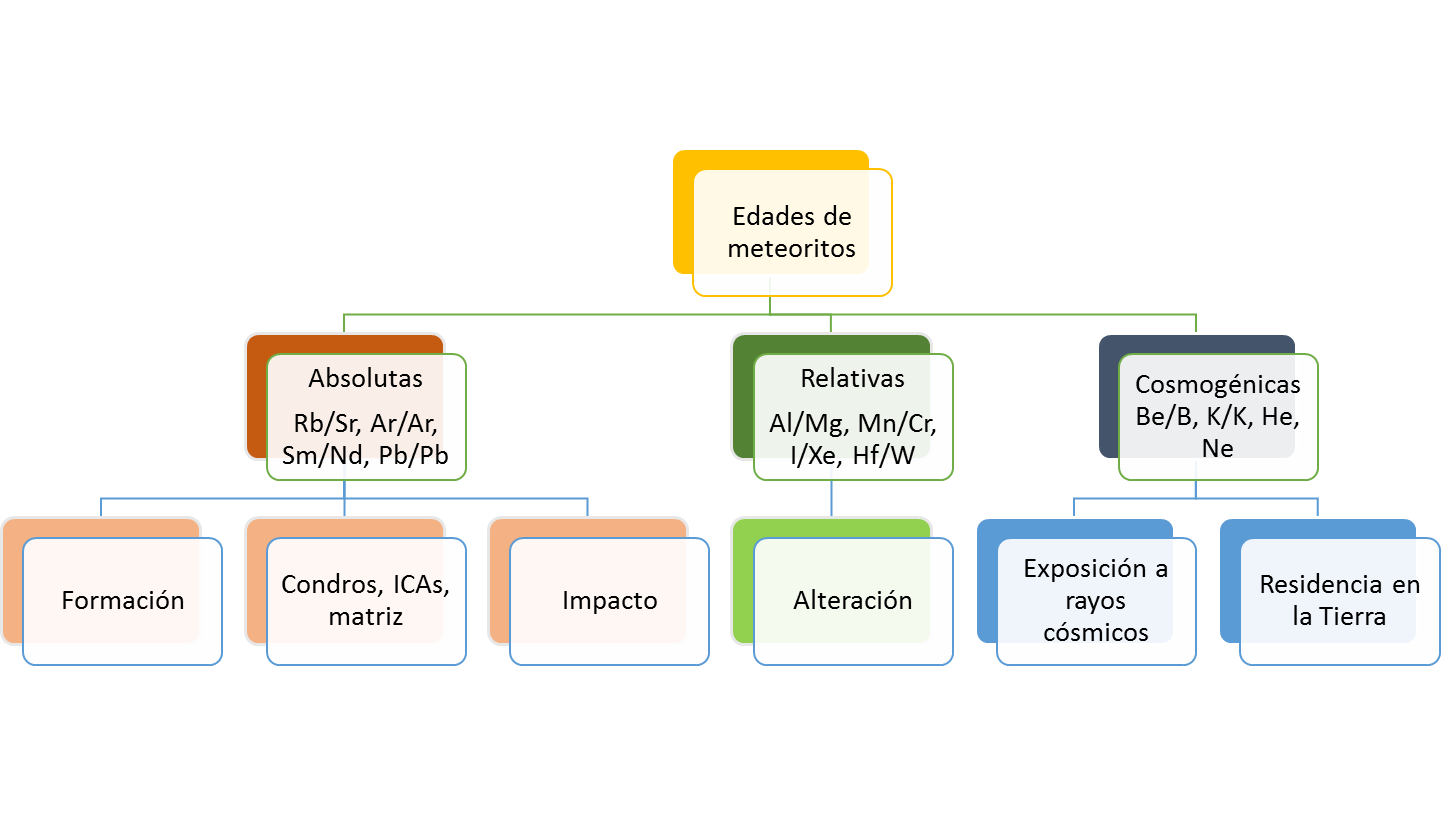 Edades de
meteoritos
Absolutas
Rb/Sr, Ar/Ar,
Sm/Nd, Pb/Pb
Relativas
Al/Mg, Mn/Cr,
I/Xe, Hf/W
Cosmogénicas
Be/B, K/K, He,
Ne
Formación
Condros, ICAs,
matriz
Impacto
Alteración
Exposición a
rayos
cósmicos
Residencia en
la Tierra